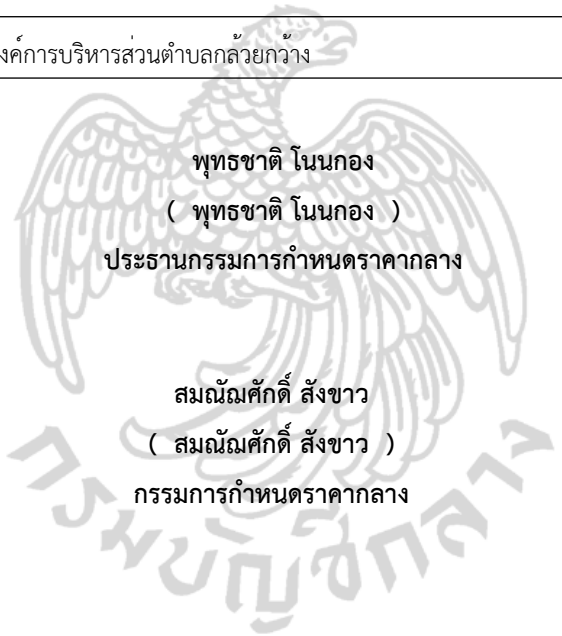 งค์การบริหารส่วนตำบลกล้วยกว้าง
พุทธชาติ โนนกอง
( พุทธชาติ โนนกอง )
ประธานกรรมการกำหนดราคากลาง
สมณัฌศักดิ์ สังขาว
( สมณัฌศักดิ์ สังขาว )
กรรมการกำหนดราคากลาง
กรมบัญชีกลาง